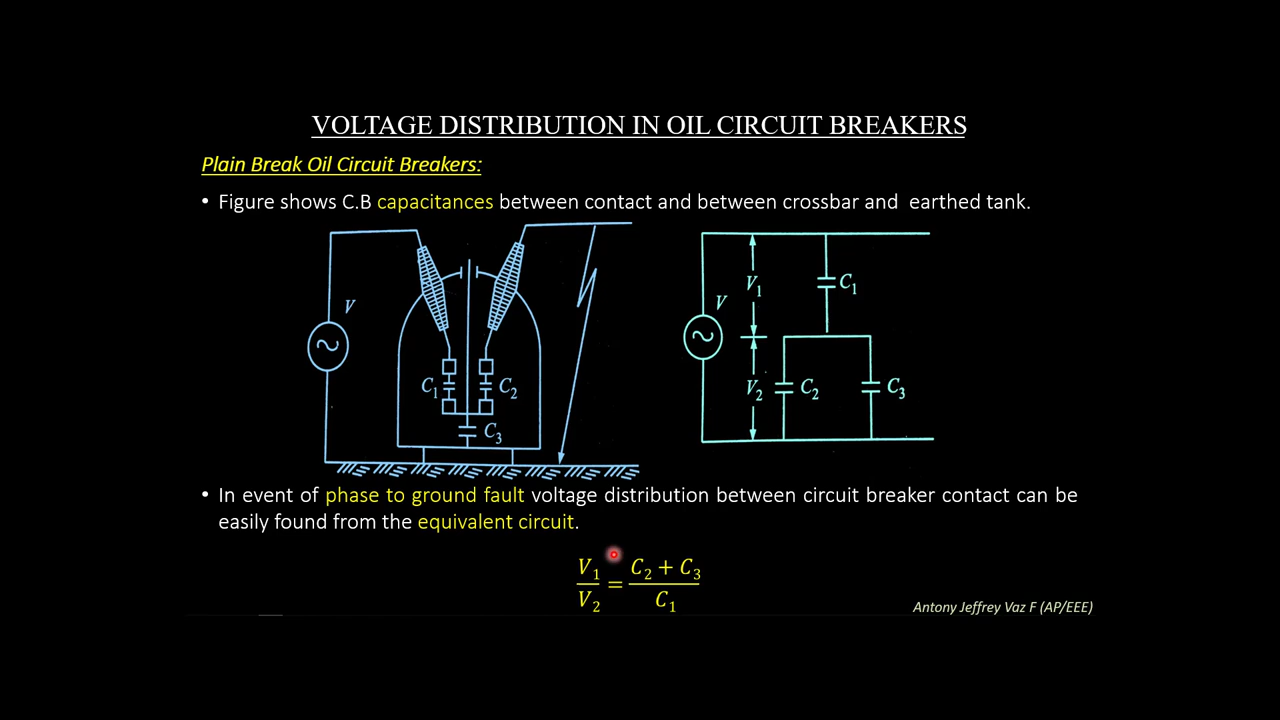 VOLTAGE DISTRIBUTION IN OIL CIRCUIT BREAKERS
Plain Break Oil Circuit Breakers:
• Figure shows C.B capacitances between contact and between crossbar and earthed tank.
V
C₁
C₂
C₃
V
V₁
C₁
V₂
C₂
C₃
• In event of phase to ground fault voltage distribution between circuit breaker contact can be
easily found from the equivalent circuit.
V₁/V₂ = (C₂ + C₃)/C₁
Antony Jeffrey Vaz F (AP/EEE)